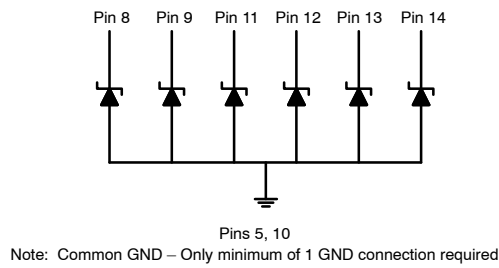 Pin 8 Pin 9 Pin 11 Pin 12 Pin 13 Pin 14
Pins 5, 10
Note: Common GND – Only minimum of 1 GND connection required